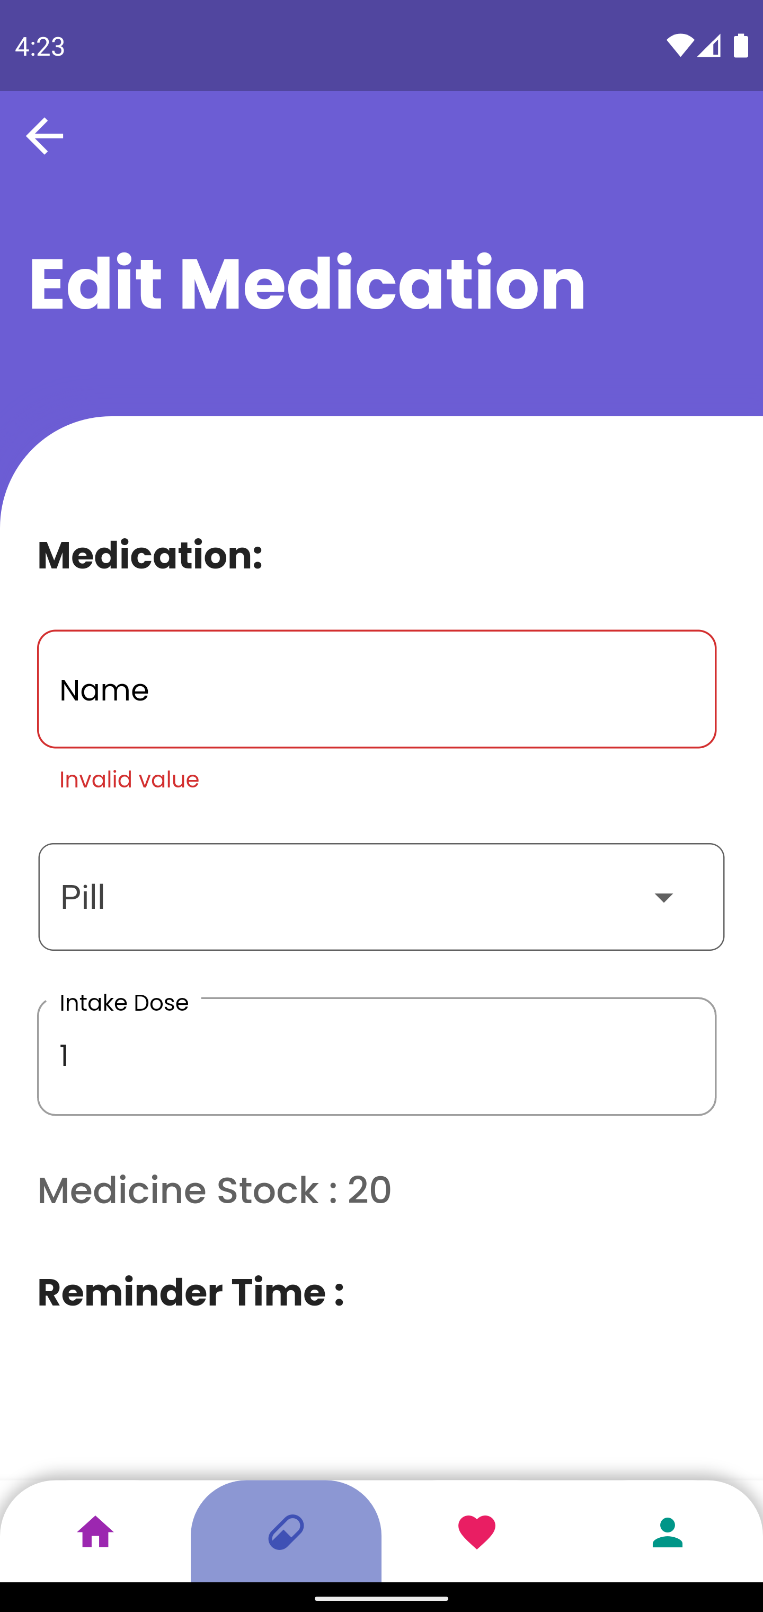 4:23
Edit Medication
Medication:
Name
Invalid value
Pill
Intake Dose
1
Medicine Stock : 20
Reminder Time :